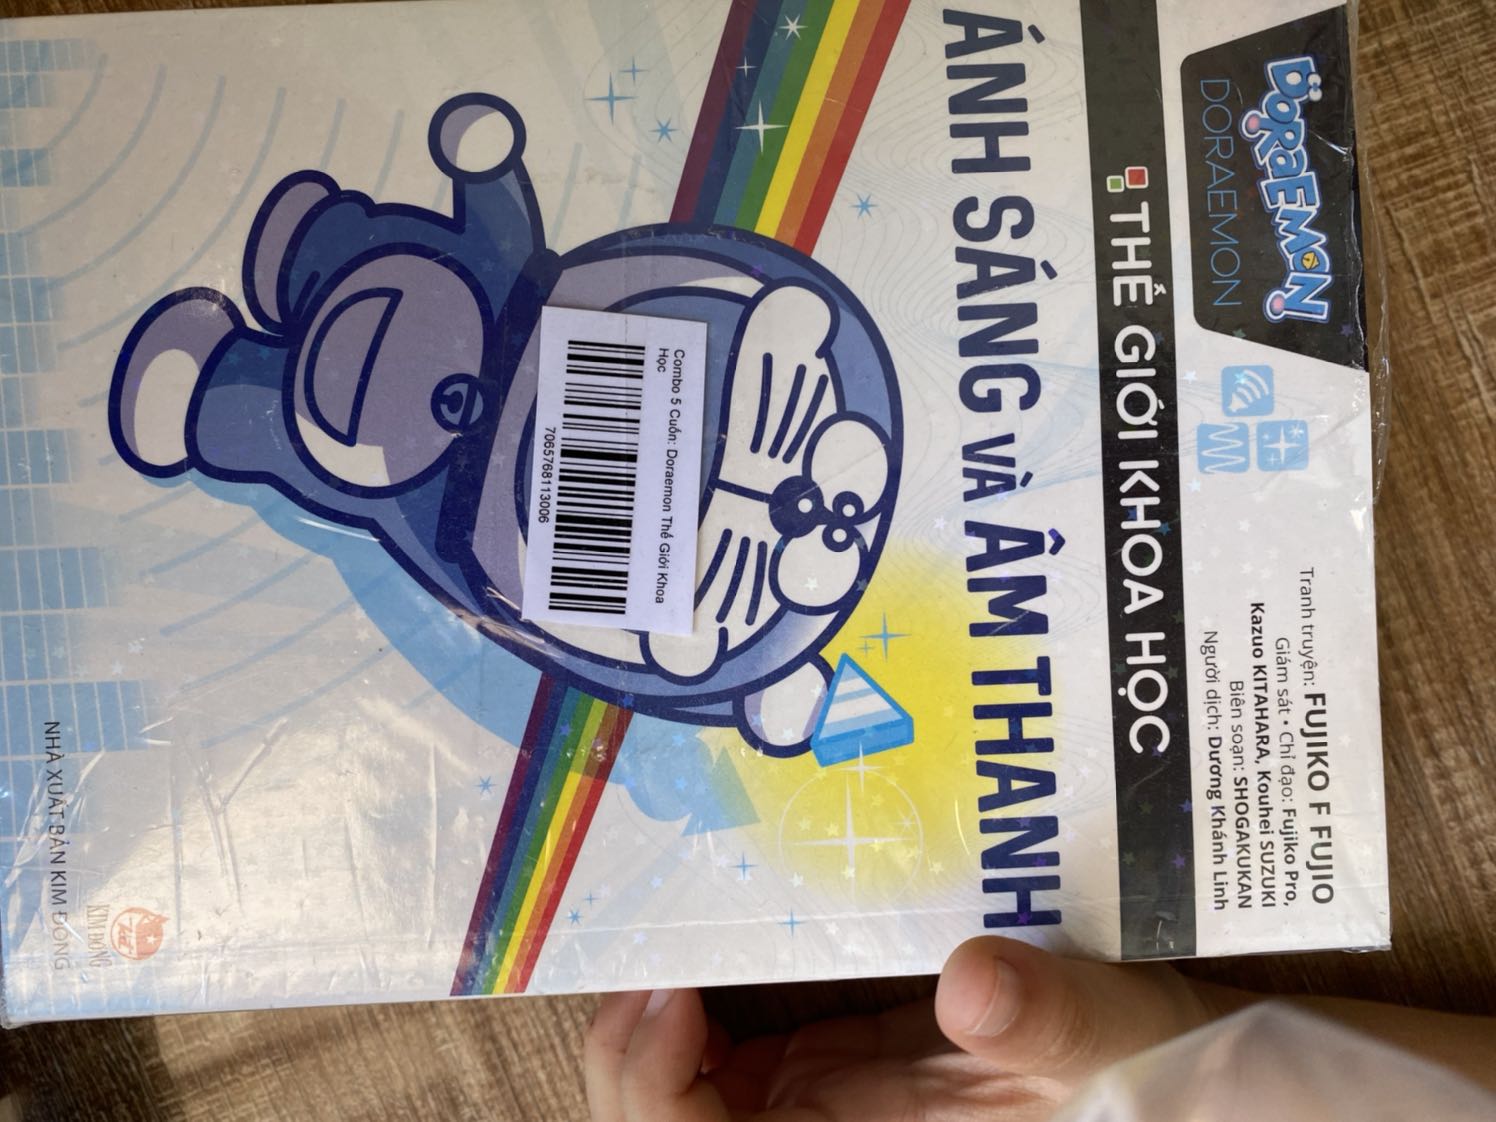 DORAEMON
DORAEMON
Tranh truyện: FUJIKO F FUJIO
Giám sát • Chỉ đạo: Fujiko Pro,
Kazuo KITAHARA, Kouhei SUZUKI
Biên soạn: SHOGAKUKAN
Người dịch: Dương Khánh Linh
THẾ GIỚI KHOA HỌC
ÁNH SÁNG VÀ ÂM THANH
Combo 5 Cuốn: Doraemon Thế Giới Khoa
Học
7065768113006
KIM ĐỒNG
NHÀ XUẤT BẢN KIM ĐỒNG